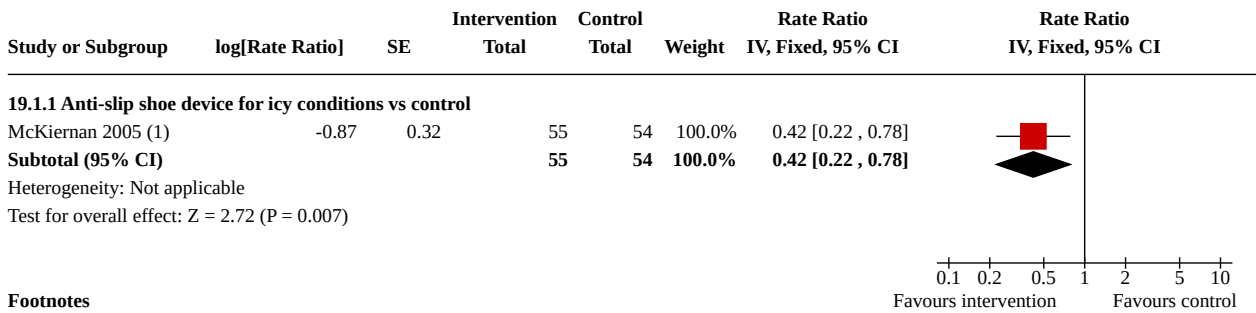 Intervention Control Rate Ratio Rate Ratio
Study or Subgroup log[Rate Ratio] SE Total Total Weight IV, Fixed, 95% CI IV, Fixed, 95% CI
19.1.1 Anti-slip shoe device for icy conditions vs control
McKiernan 2005 (1) -0.87 0.32 55 54 100.0% 0.42 [0.22 , 0.78]
Subtotal (95% CI) 55 54 100.0% 0.42 [0.22 , 0.78]
Heterogeneity: Not applicable
Test for overall effect: Z = 2.72 (P = 0.007)
0.1 0.2 0.5 1 2 5 10
Footnotes Favours intervention Favours control